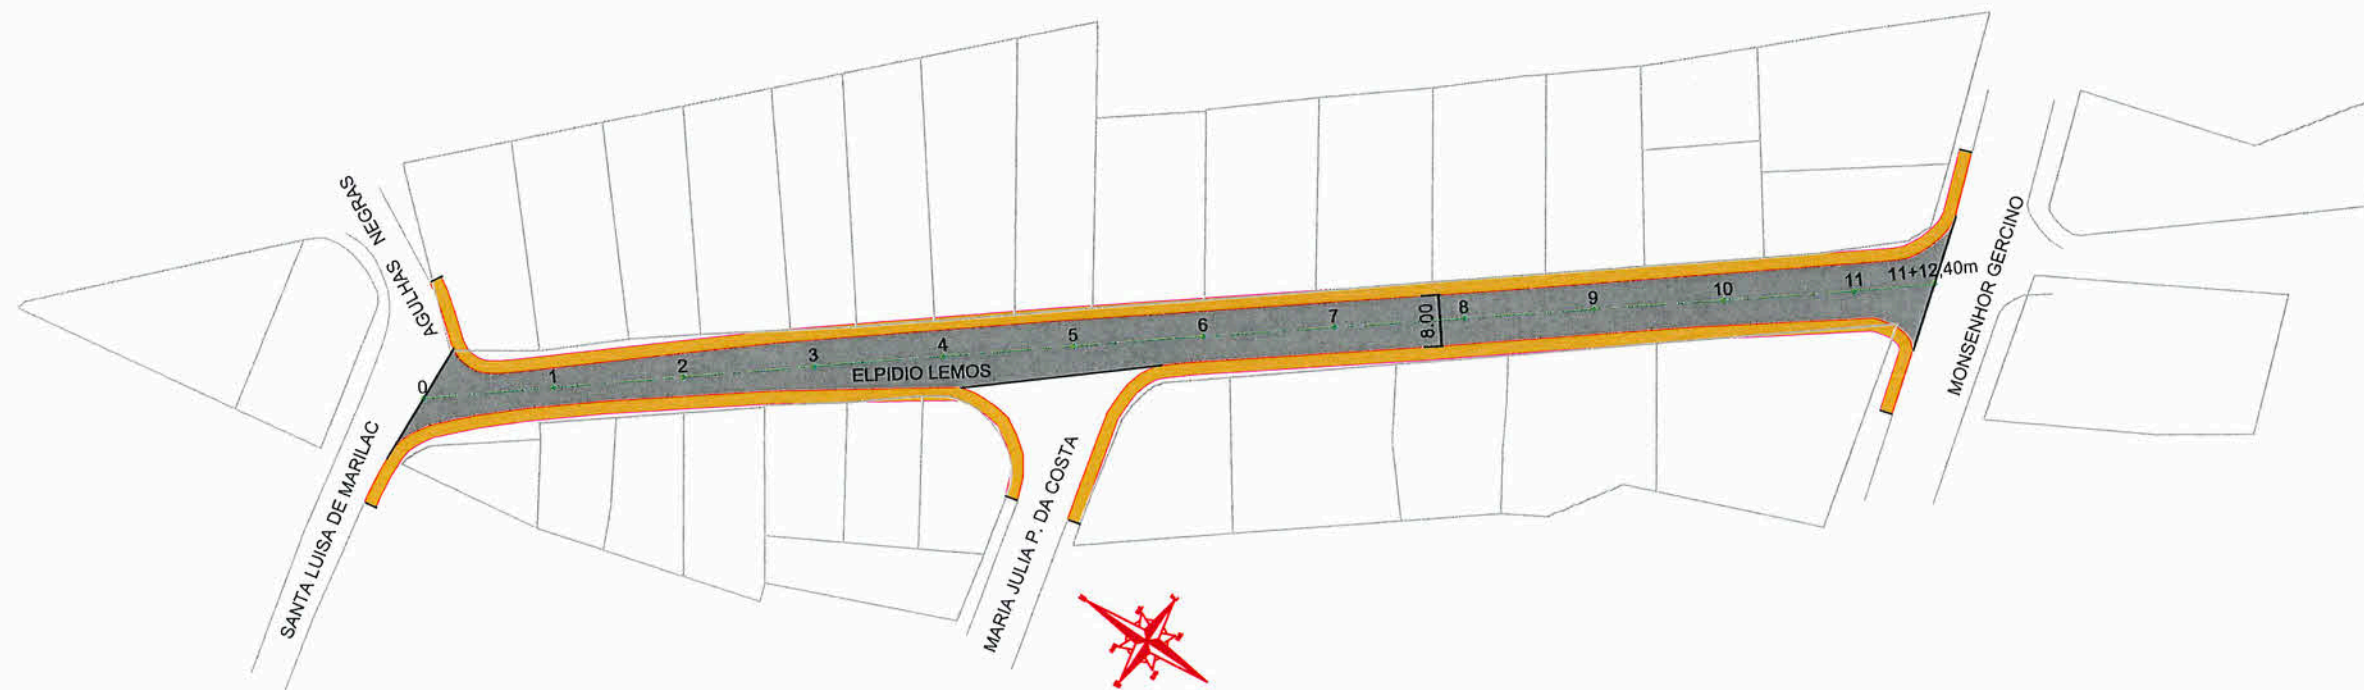 AGULHAS NEGRAS
SANTA LUISA DE MARILAC
0
1
2
3
4
5
6
7
8
9
10
11
11+12,40m
8.00
ELPIDIO LEMOS
MARIA JULIA P. DA COSTA
MONSENHOR GERCINO